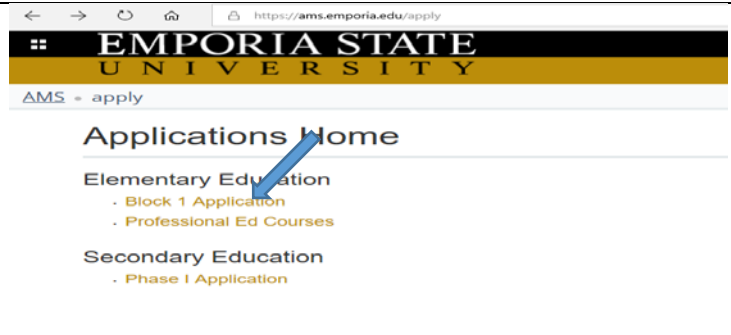 https://ams.emporia.edu/apply
EMPORIA STATE
UNIVERSITY
AMS • apply
Applications Home
Elementary Education
• Block 1 Application
• Professional Ed Courses
Secondary Education
• Phase I Application